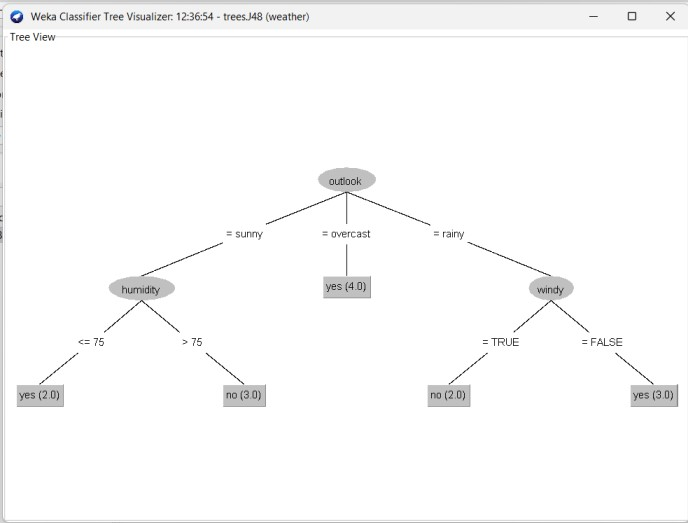 Weka Classifier Tree Visualizer: 12:36:54 - trees.J48 (weather)
Tree View
outlook
= sunny
= overcast
= rainy
humidity
yes (4.0)
windy
<= 75
> 75
= TRUE
= FALSE
yes (2.0)
no (3.0)
no (2.0)
yes (3.0)